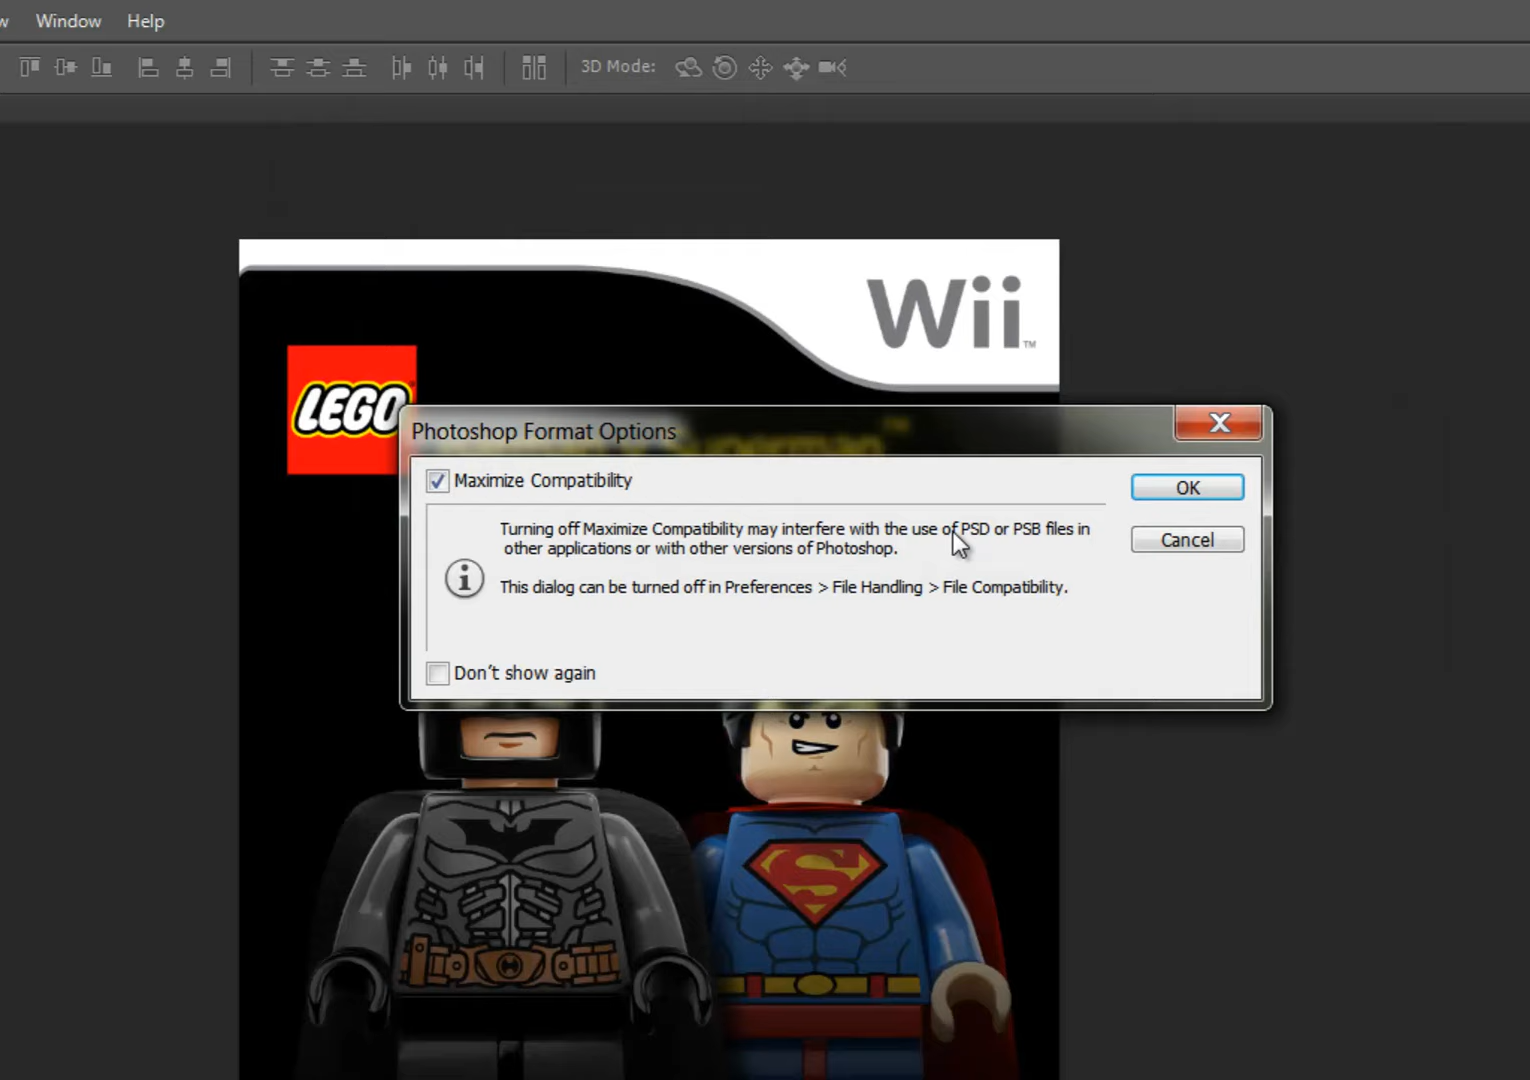 Window Help
3D Mode:
Wii
TM
LEGO
Superman™
Photoshop Format Options
X
Maximize Compatibility
OK
Turning off Maximize Compatibility may interfere with the use of PSD or PSB files in
other applications or with other versions of Photoshop.
Cancel
This dialog can be turned off in Preferences > File Handling > File Compatibility.
Don't show again
S